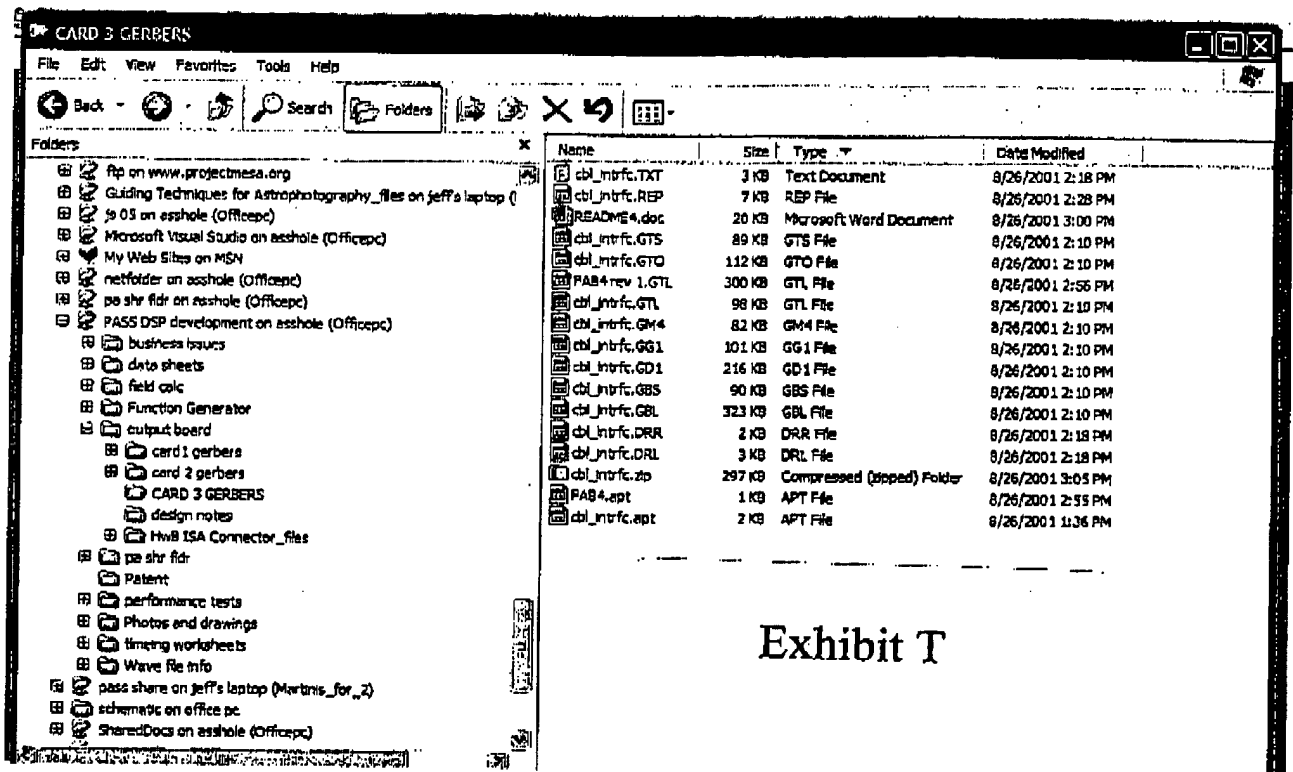 CARD 3 GERBERS
File Edit View Favorites Tools Help
Back Search Folders
Folders
ftp on www.projectmesa.org
Guiding Techniques for Astrophotography_files on jeff's laptop (
js 05 on asshole (Officepc)
Microsoft Visual Studio on asshole (Officepc)
My Web Sites on MSN
netfolder on asshole (Officepc)
pa shr fldr on asshole (Officepc)
PASS DSP development on asshole (Officepc)
business issues
data sheets
field calc
Function Generator
output board
card1 gerbers
card 2 gerbers
CARD 3 GERBERS
design notes
HwB ISA Connector_files
pa shr fldr
Patent
performance tests
Photos and drawings
timing worksheets
Wave file info
pass share on jeff's laptop (Martinis_for_2)
schematic on office pc
SharedDocs on asshole (Officepc)
Name Size Type Date Modified
cbl_intrfc.TXT 3 KB Text Document 8/26/2001 2:18 PM
cbl_intrfc.REP 7 KB REP File 8/26/2001 2:28 PM
README4.doc 20 KB Microsoft Word Document 8/26/2001 3:00 PM
cbl_intrfc.GTS 89 KB GTS File 8/26/2001 2:10 PM
cbl_intrfc.GTO 112 KB GTO File 8/26/2001 2:10 PM
PAB4 rev 1.GTL 300 KB GTL File 8/26/2001 2:56 PM
cbl_intrfc.GTL 98 KB GTL File 8/26/2001 2:10 PM
cbl_intrfc.GM4 82 KB GM4 File 8/26/2001 2:10 PM
cbl_intrfc.GG1 101 KB GG1 File 8/26/2001 2:10 PM
cbl_intrfc.GD1 216 KB GD1 File 8/26/2001 2:10 PM
cbl_intrfc.GBS 90 KB GBS File 8/26/2001 2:10 PM
cbl_intrfc.GBL 323 KB GBL File 8/26/2001 2:10 PM
cbl_intrfc.DRR 2 KB DRR File 8/26/2001 2:18 PM
cbl_intrfc.DRL 3 KB DRL File 8/26/2001 2:18 PM
cbl_intrfc.zip 297 KB Compressed (zipped) Folder 8/26/2001 3:05 PM
PAB4.apt 1 KB APT File 8/26/2001 2:55 PM
cbl_intrfc.apt 2 KB APT File 8/26/2001 1:36 PM
Exhibit T